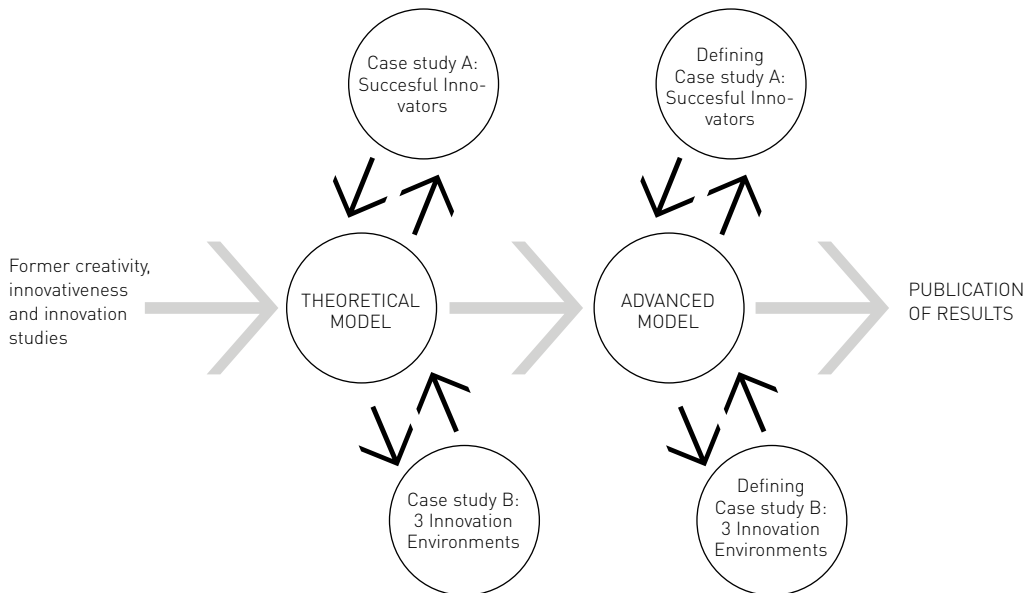 Case study A:
Succesful Inno-
vators
Defining
Case study A:
Succesful Inno-
vators
Former creativity,
innovativeness
and innovation
studies
THEORETICAL
MODEL
ADVANCED
MODEL
PUBLICATION
OF RESULTS
Case study B:
3 Innovation
Environments
Defining
Case study B:
3 Innovation
Environments